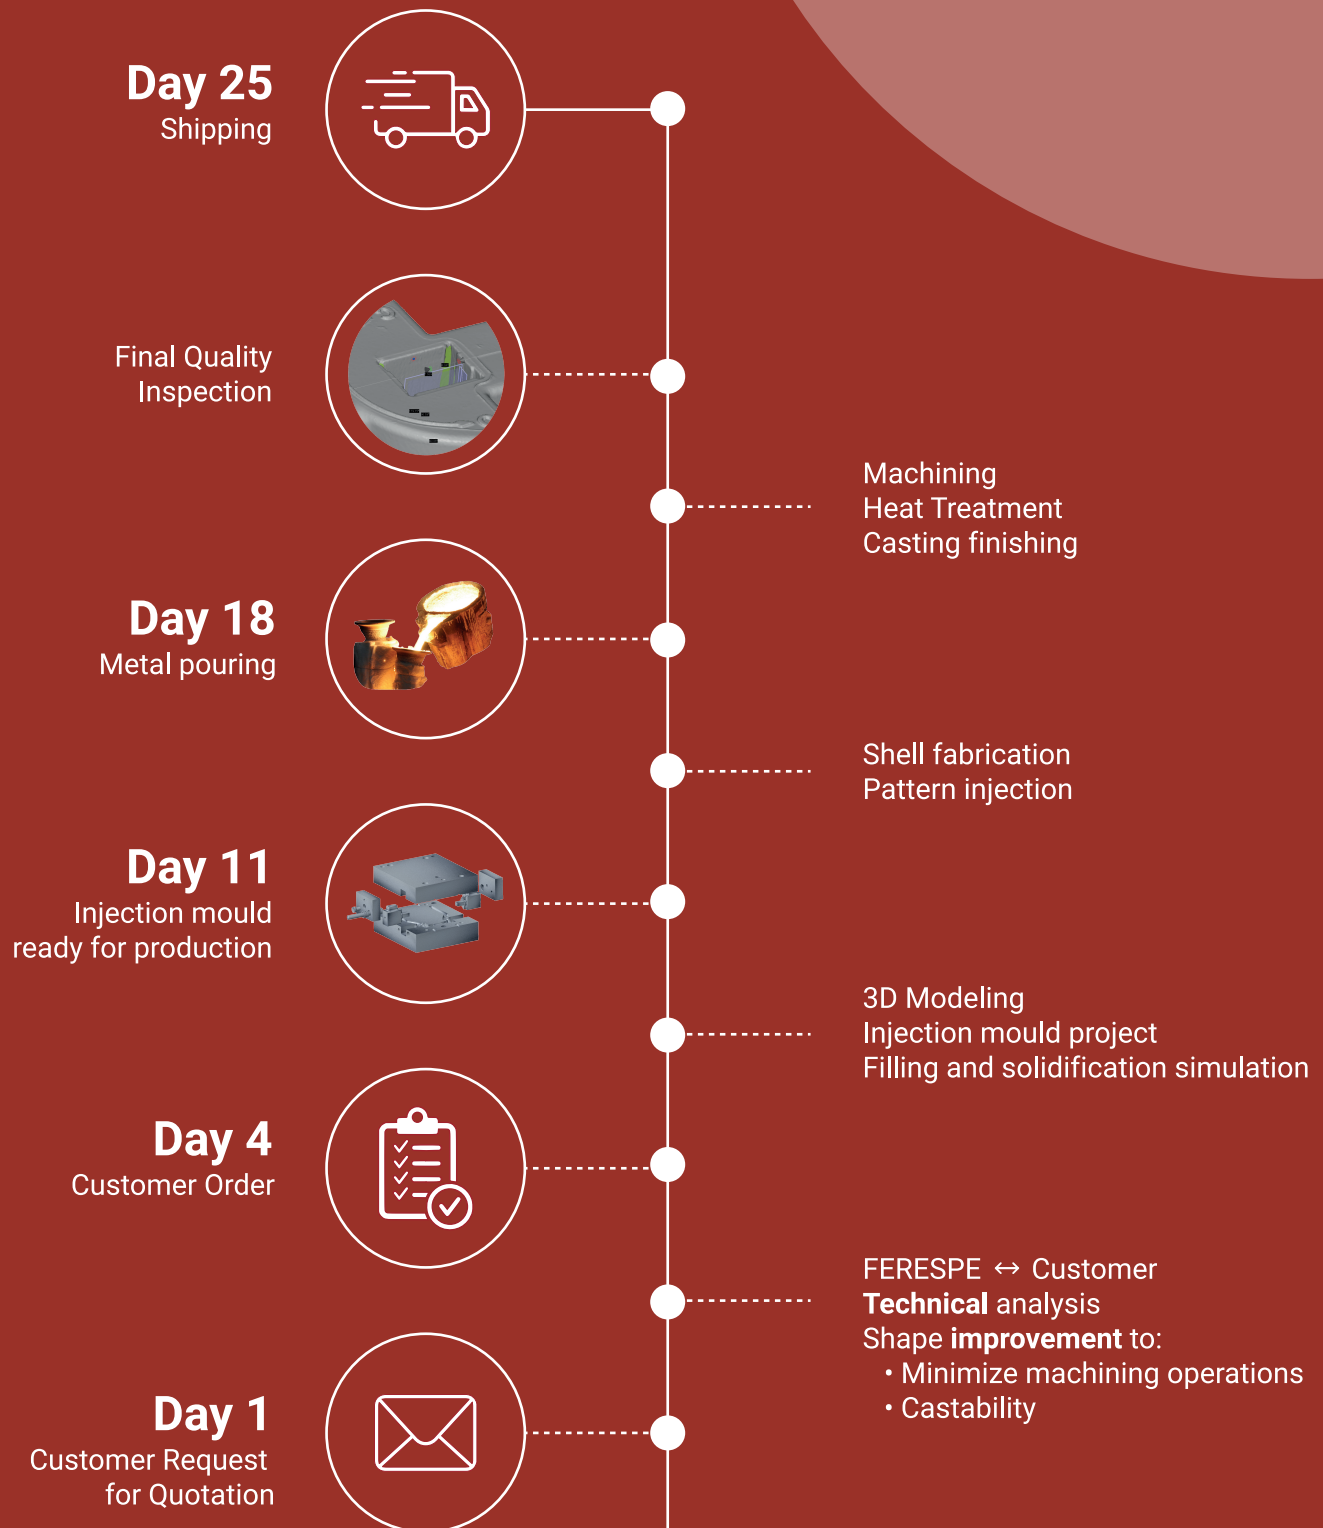 Day 25
Shipping
Final Quality
Inspection
Machining
Heat Treatment
Casting finishing
Day 18
Metal pouring
Shell fabrication
Pattern injection
Day 11
Injection mould
ready for production
3D Modeling
Injection mould project
Filling and solidification simulation
Day 4
Customer Order
FERESPE ↔ Customer
Technical analysis
Shape improvement to:
• Minimize machining operations
• Castability
Day 1
Customer Request
for Quotation